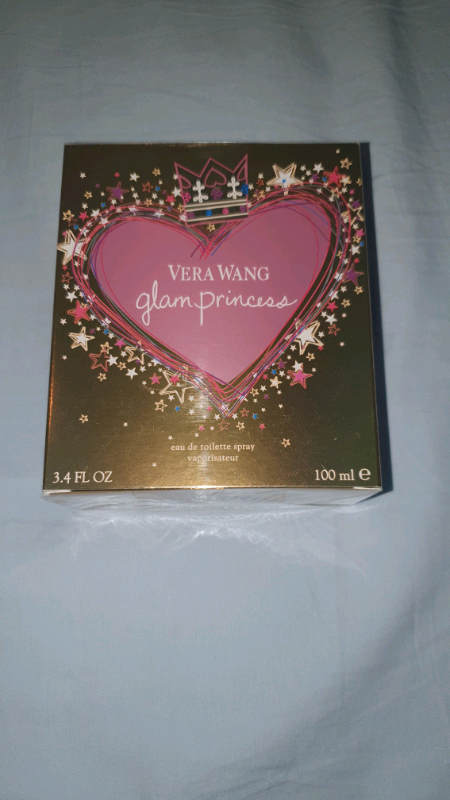 VERA WANG
glam princess
eau de toilette spray
vaporisateur
3.4 FL OZ
100 ml e